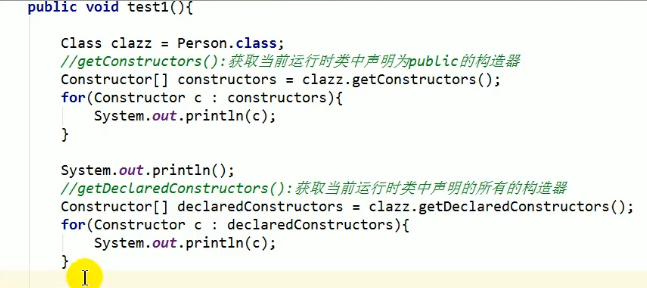 public void test1(){
Class clazz = Person.class;
//getConstructors():获取当前运行时类中声明为public的构造器
Constructor[] constructors = clazz.getConstructors();
for(Constructor c : constructors){
System.out.println(c);
}
System.out.println();
//getDeclaredConstructors():获取当前运行时类中声明的所有的构造器
Constructor[] declaredConstructors = clazz.getDeclaredConstructors();
for(Constructor c : declaredConstructors){
System.out.println(c);
}